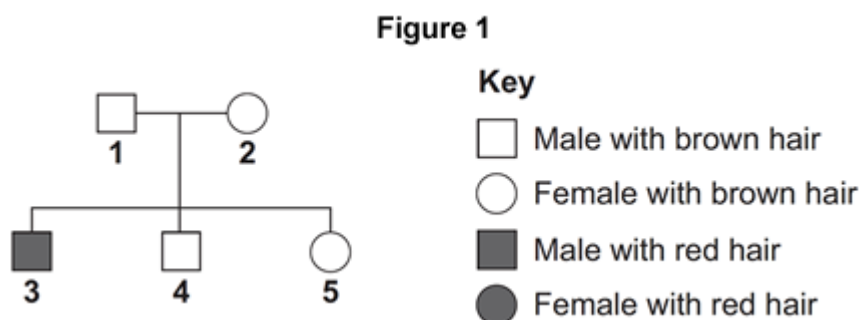 Figure 1
Key
Male with brown hair
Female with brown hair
Male with red hair
Female with red hair
1 2
3 4 5